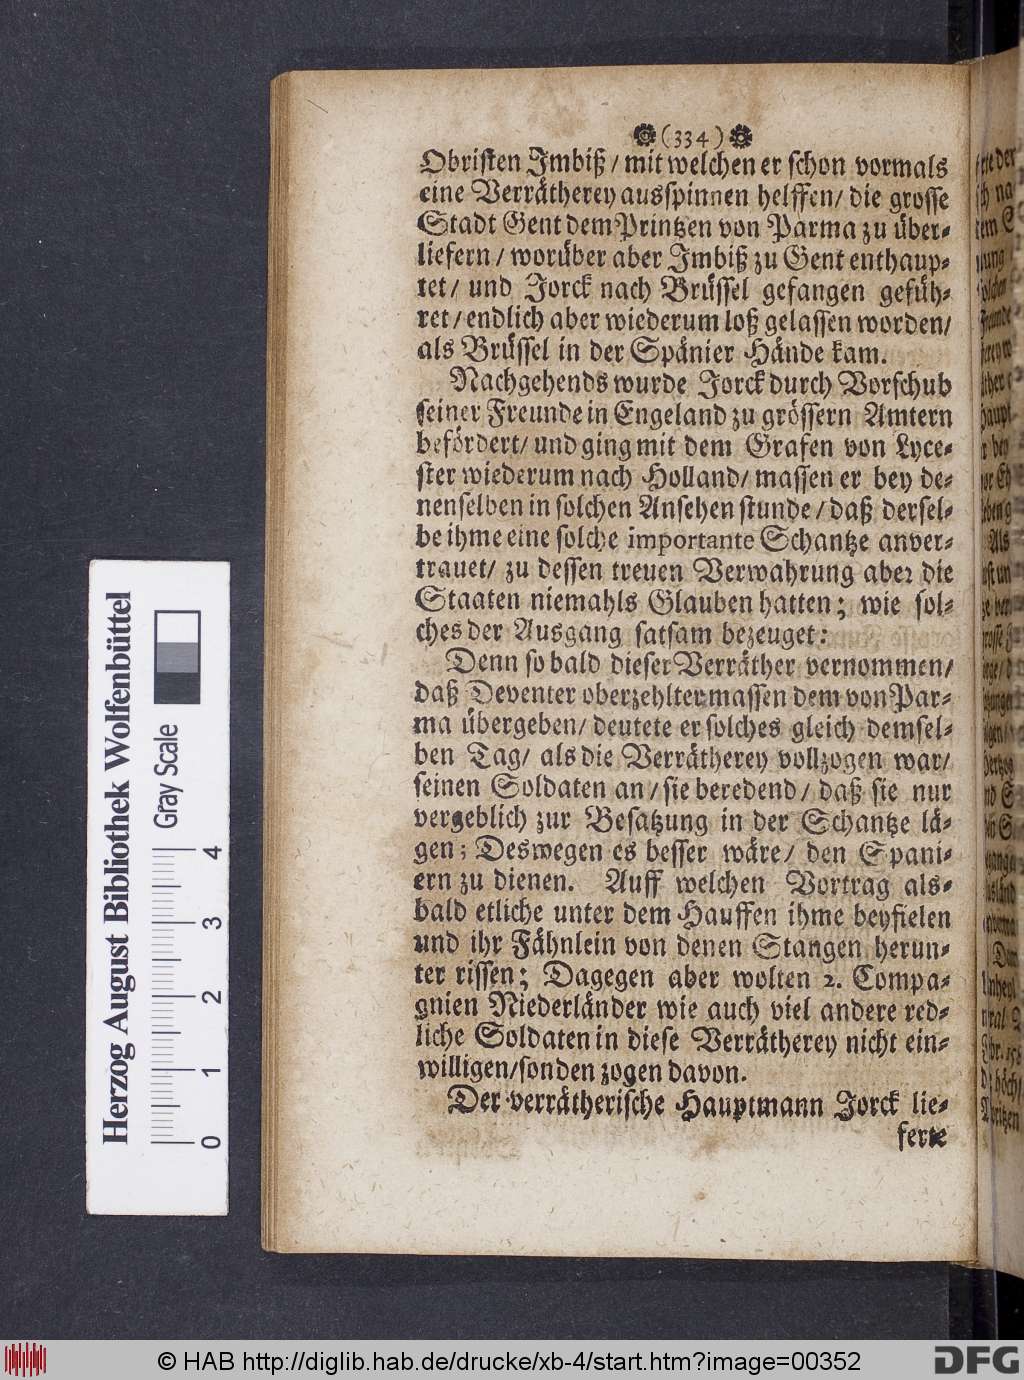 (334)
Obristen Imbiß / mit welchen er schon vormals
eine Verrätherey ausspinnen helffen / die grosse
Stadt Gent dem Printzen von Parma zu über-
liefern / worüber aber Imbiß zu Gent enthaup-
tet / und Jorck nach Brüssel gefangen gefüh-
ret / endlich aber wiederum loß gelassen worden /
als Brüssel in der Spänier Hände kam.
Nachgehends wurde Jorck durch Vorschub
seiner Freunde in Engeland zu grössern Amtern
befördert / und ging mit dem Grafen von Lyce-
ster wiederum nach Holland / massen er bey de-
nenselben in solchen Ansehen stunde / daß dersel-
be ihme eine solche importante Schantze anver-
trauet / zu dessen treuen Verwahrung aber die
Staaten niemahls Glauben hatten; wie sol-
ches der Ausgang satsam bezeuget:
Denn so bald dieser Verräther vernommen /
daß Deventer oberzehlter massen dem von Par-
ma übergeben / deutete er solches gleich demsel-
ben Tag / als die Verrätherey vollzogen war /
seinen Soldaten an / sie beredend / daß sie nur
vergeblich zur Besatzung in der Schantze lä-
gen; Deswegen es besser wäre / den Spani-
ern zu dienen. Auff welchen Vortrag als-
bald etliche unter dem Hauffen ihme beyfielen
und ihr Fähnlein von denen Stangen herun-
ter rissen; Dagegen aber wolten 2. Compa-
gnien Niederländer wie auch viel andere red-
liche Soldaten in diese Verrätherey nicht ein-
willigen / sonden zogen davon.
Der verrätherische Hauptmann Jorck lie-
ferte
Herzog August Bibliothek Wolfenbüttel
Gray Scale
0 1 2 3 4
© HAB http://diglib.hab.de/drucke/xb-4/start.htm?image=00352
DFG